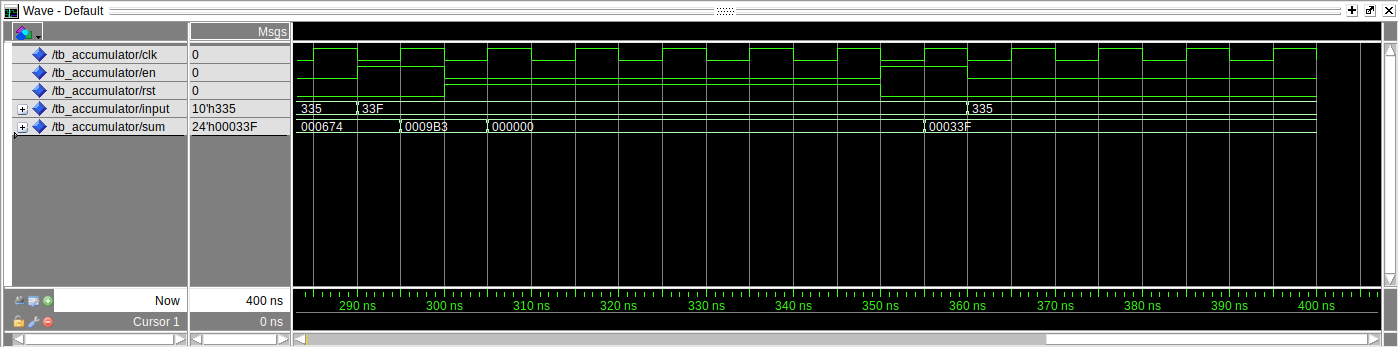 Wave - Default
Msgs
/tb_accumulator/clk 0
/tb_accumulator/en 0
/tb_accumulator/rst 0
/tb_accumulator/input 10'h335 335 33F 335
/tb_accumulator/sum 24'h00033F 000674 0009B3 000000 00033F
Now 400 ns 290 ns 300 ns 310 ns 320 ns 330 ns 340 ns 350 ns 360 ns 370 ns 380 ns 390 ns 400 ns
Cursor 1 0 ns